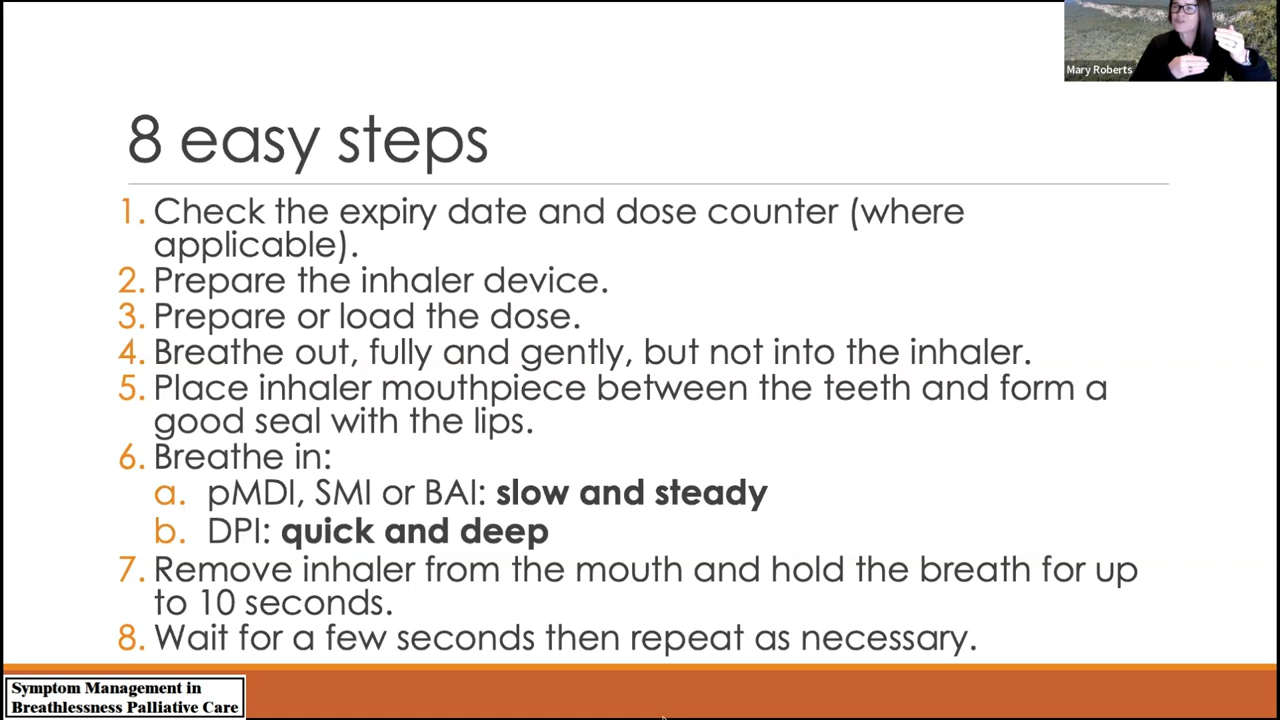 Mary Roberts
8 easy steps
1. Check the expiry date and dose counter (where
applicable).
2. Prepare the inhaler device.
3. Prepare or load the dose.
4. Breathe out, fully and gently, but not into the inhaler.
5. Place inhaler mouthpiece between the teeth and form a
good seal with the lips.
6. Breathe in:
a. pMDI, SMI or BAI: slow and steady
b. DPI: quick and deep
7. Remove inhaler from the mouth and hold the breath for up
to 10 seconds.
8. Wait for a few seconds then repeat as necessary.
Symptom Management in
Breathlessness Palliative Care